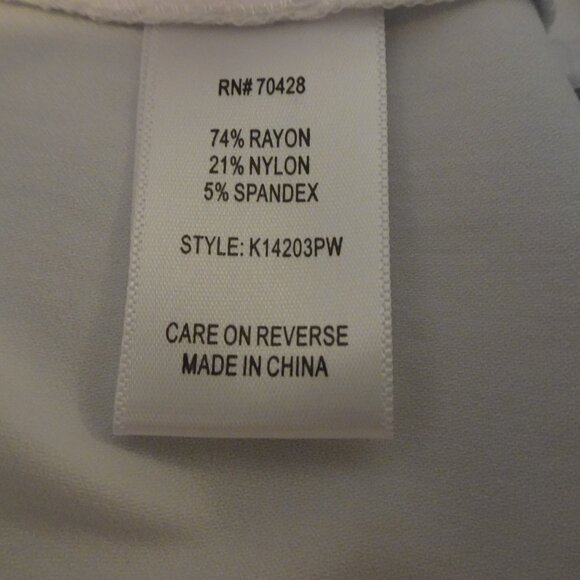 RN# 70428
74% RAYON
21% NYLON
5% SPANDEX
STYLE: K14203PW
CARE ON REVERSE
MADE IN CHINA